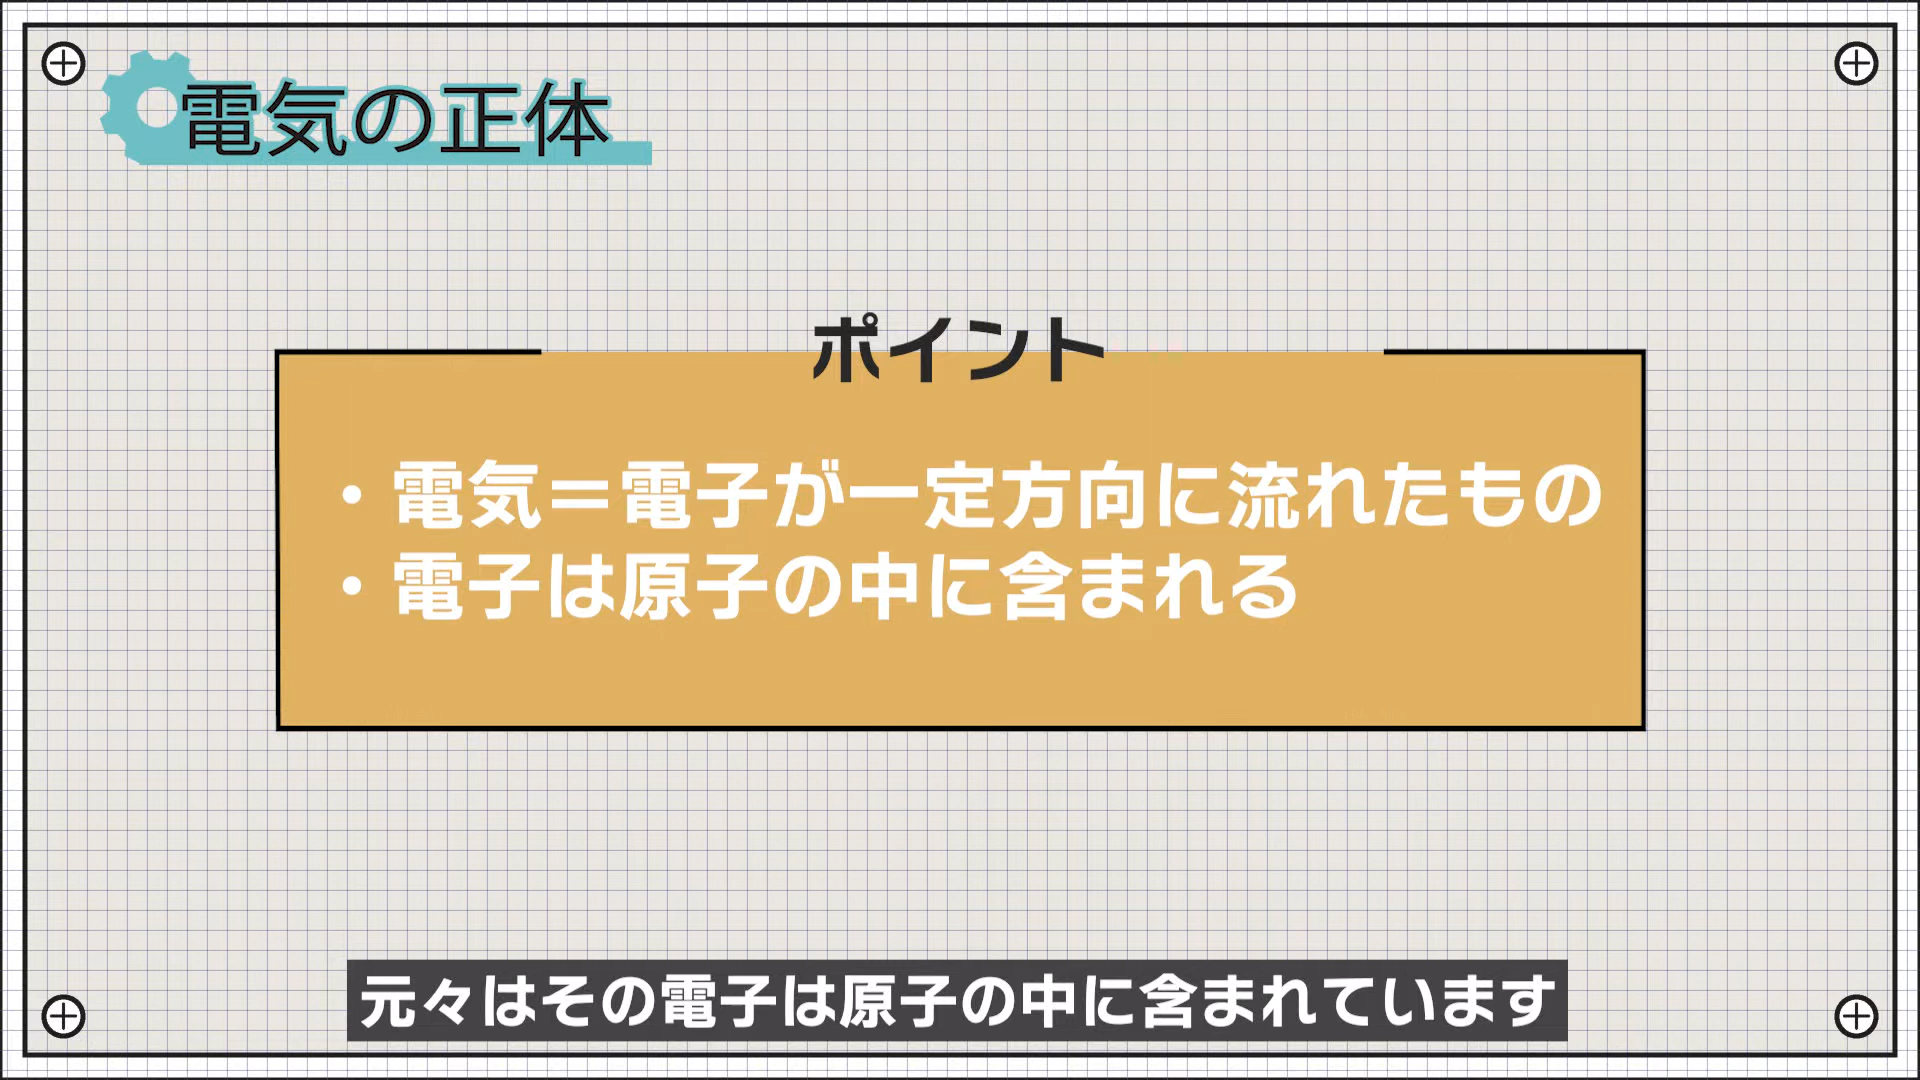 電気の正体
ポイント
・電気＝電子が一定方向に流れたもの
・電子は原子の中に含まれる
元々はその電子は原子の中に含まれています